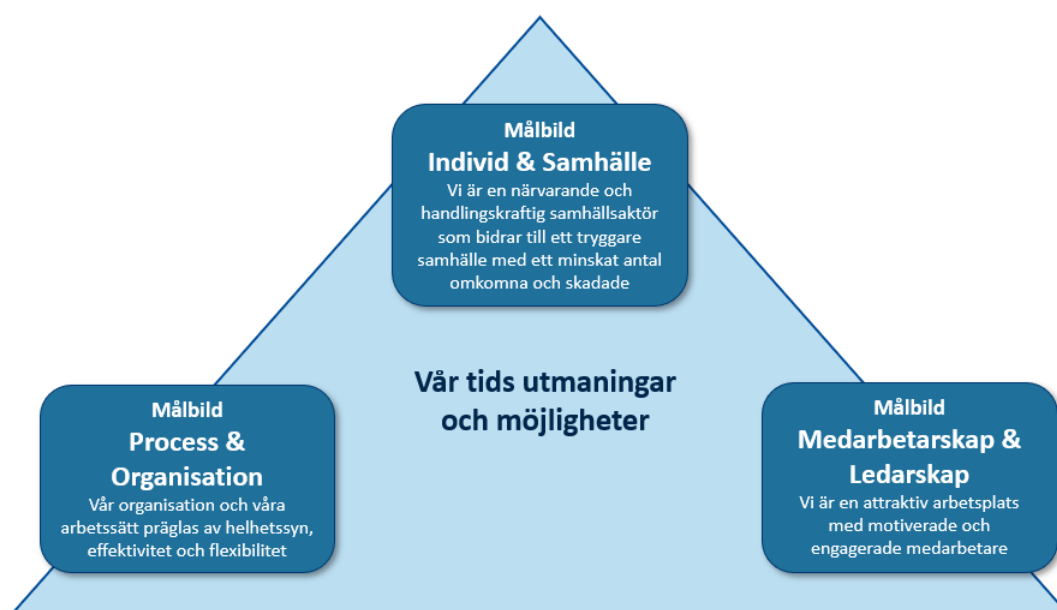 Målbild
Individ & Samhälle
Vi är en närvarande och
handlingskraftig samhällsaktör
som bidrar till ett tryggare
samhälle med ett minskat antal
omkomna och skadade
Vår tids utmaningar
och möjligheter
Målbild
Process &
Organisation
Vår organisation och våra
arbetssätt präglas av helhetssyn,
effektivitet och flexibilitet
Målbild
Medarbetarskap &
Ledarskap
Vi är en attraktiv arbetsplats
med motiverade och
engagerade medarbetare